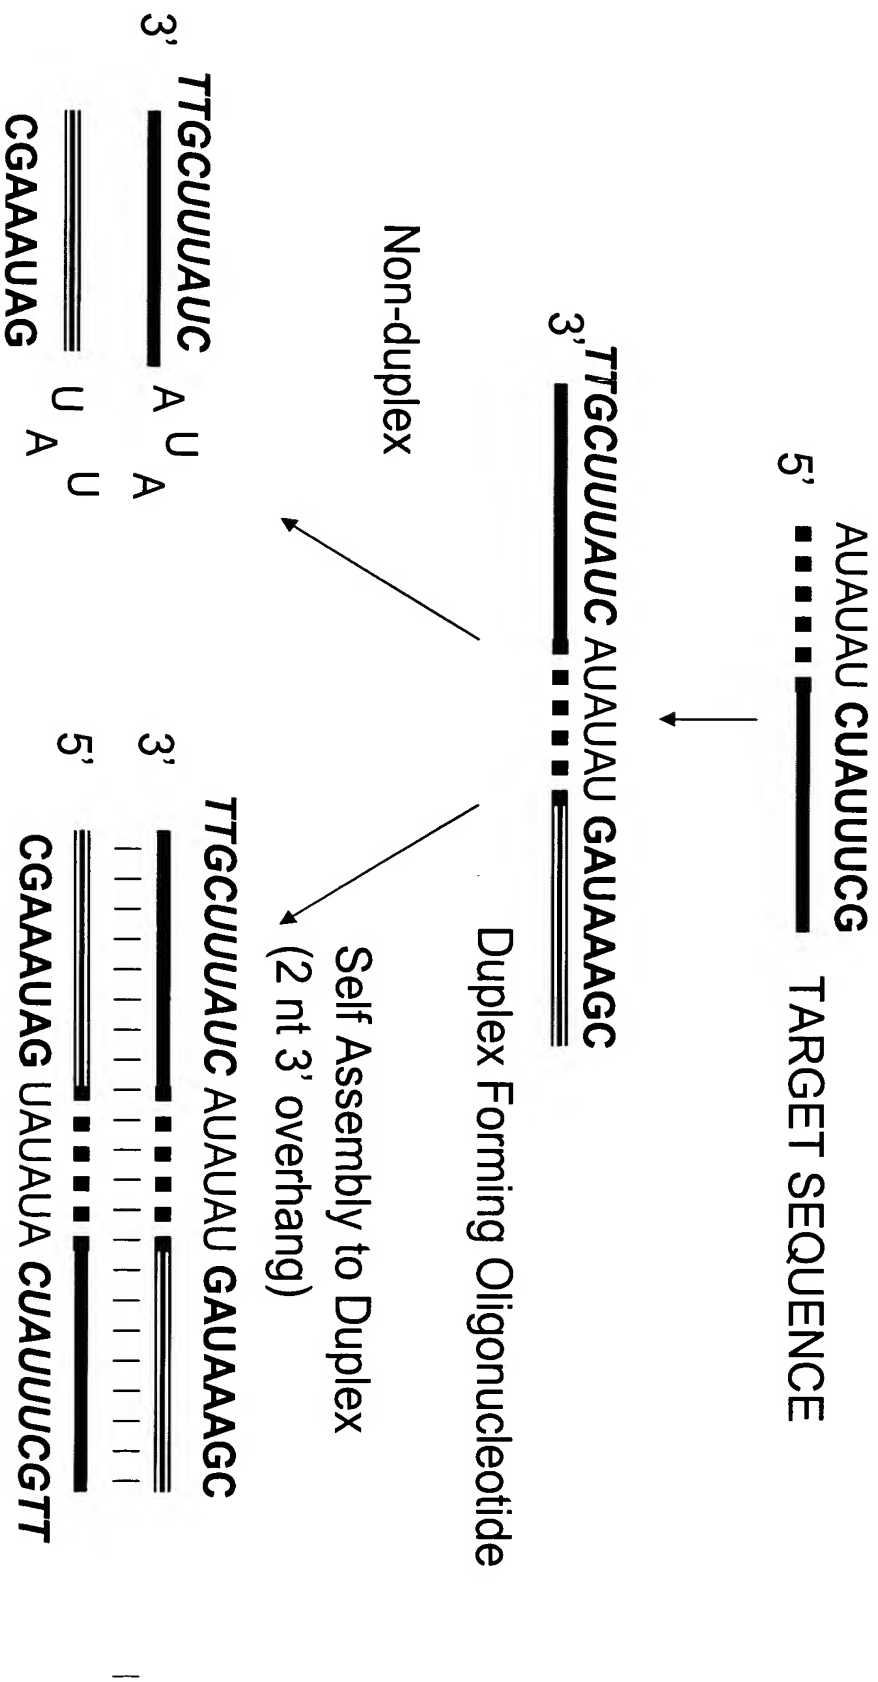 AUAUAU CUAUUUCG
5' TARGET SEQUENCE
TTGCUUUAUC AUAUAU GAUAAAGC
3'
Duplex Forming Oligonucleotide
Non-duplex
Self Assembly to Duplex
(2 nt 3' overhang)
TTGCUUUAUC
3'
A U A
U A U
CGAAAUAG
TTGCUUUAUC AUAUAU GAUAAAGC
3'
5'
CGAAAUAG UAUAUA CUAUUUCGTT